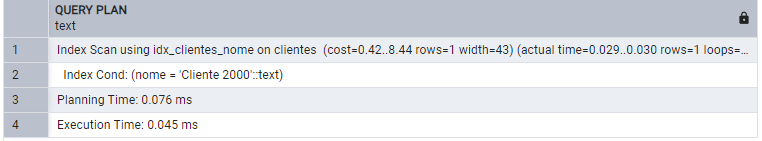 QUERY PLAN
text
1 Index Scan using idx_clientes_nome on clientes (cost=0.42..8.44 rows=1 width=43) (actual time=0.029..0.030 rows=1 loops=...
2 Index Cond: (nome = 'Cliente 2000'::text)
3 Planning Time: 0.076 ms
4 Execution Time: 0.045 ms